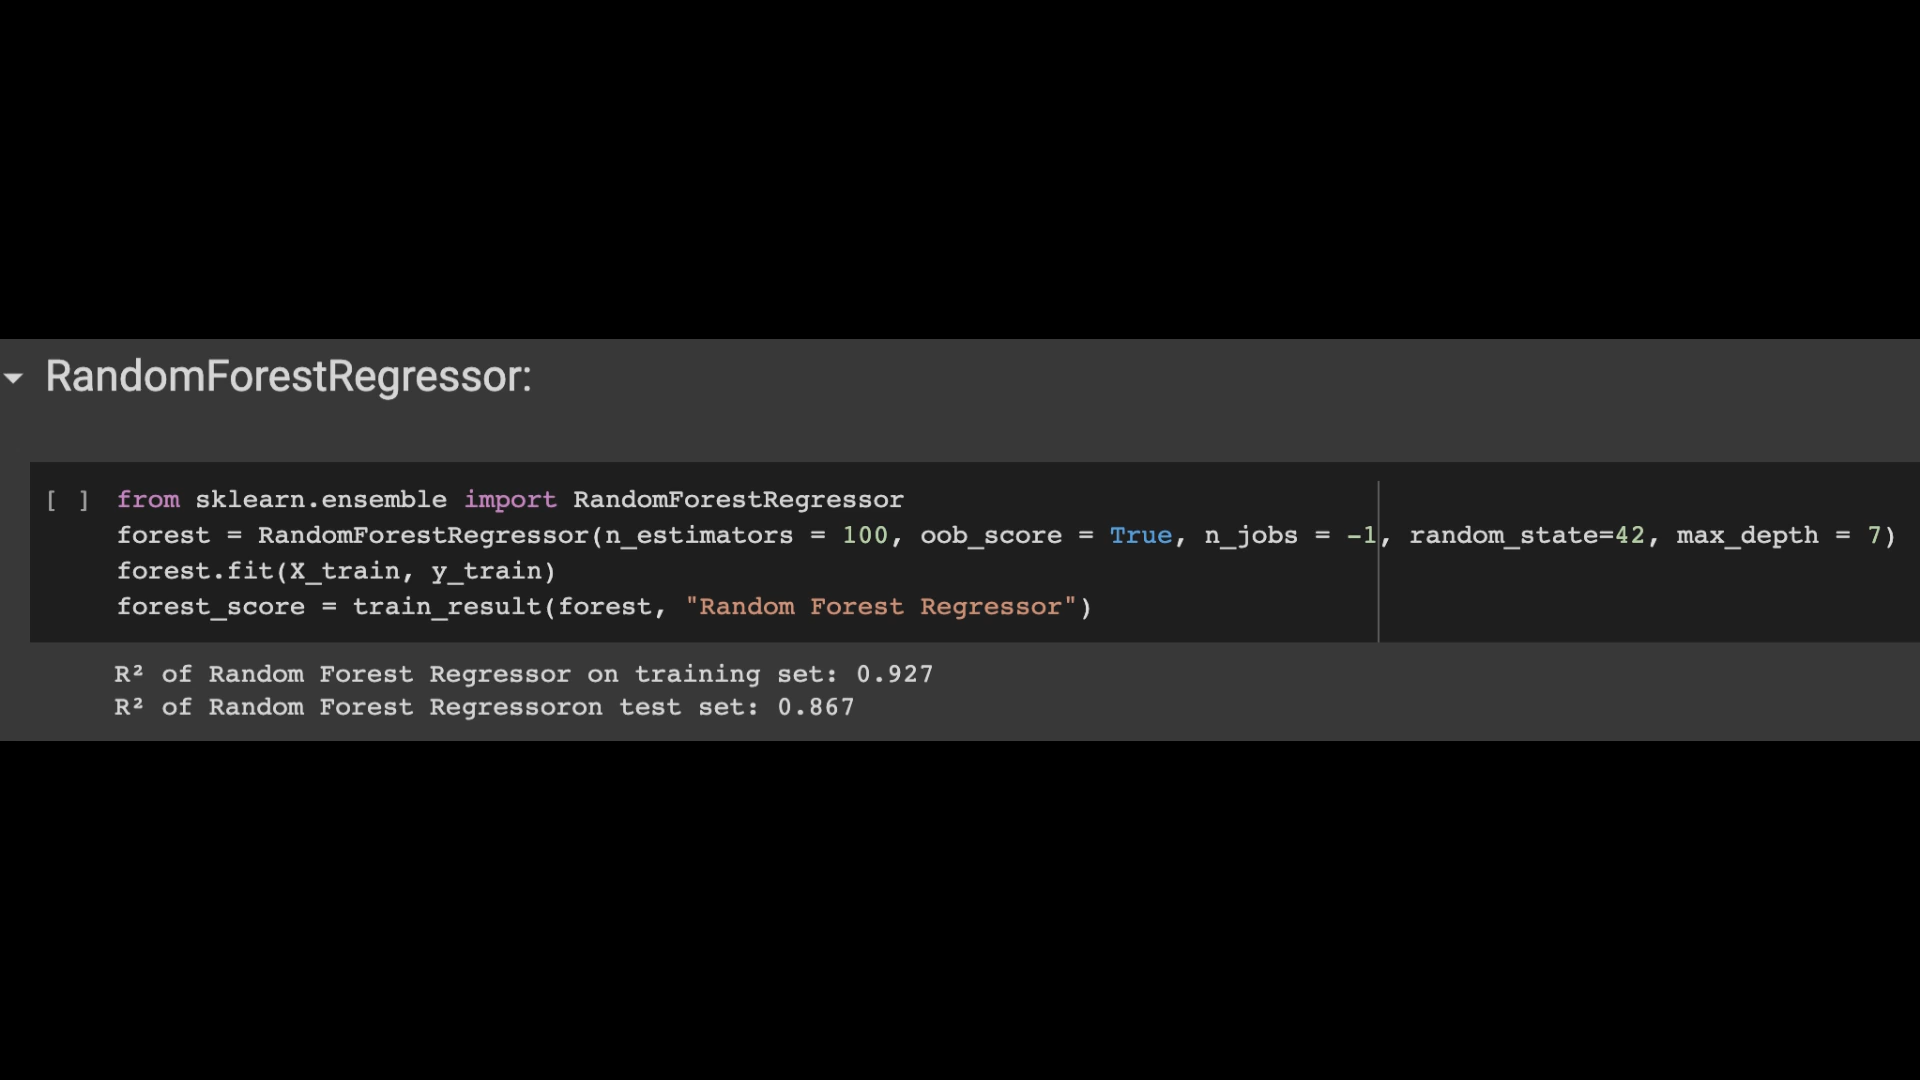 RandomForestRegressor:
[ ] from sklearn.ensemble import RandomForestRegressor
forest = RandomForestRegressor(n_estimators = 100, oob_score = True, n_jobs = -1, random_state=42, max_depth = 7)
forest.fit(X_train, y_train)
forest_score = train_result(forest, "Random Forest Regressor")
R² of Random Forest Regressor on training set: 0.927
R² of Random Forest Regressoron test set: 0.867